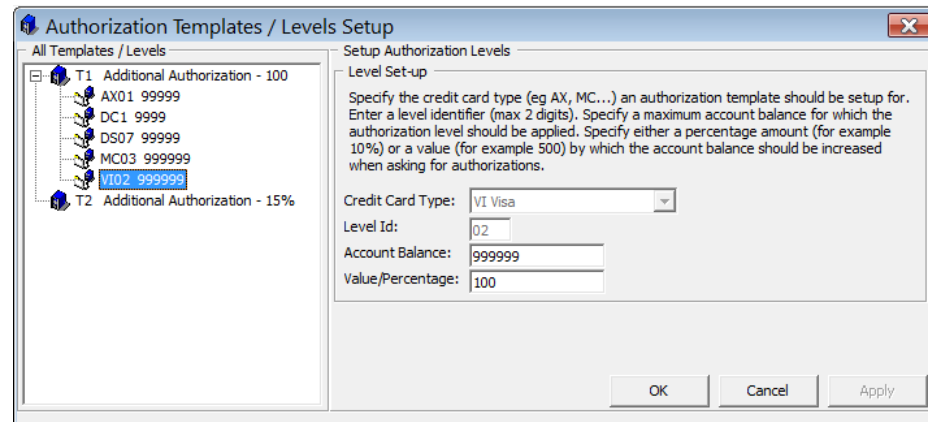 Authorization Templates / Levels Setup
All Templates / Levels
T1 Additional Authorization - 100
AX01 99999
DC1 9999
DS07 99999
MC03 999999
VI02 999999
T2 Additional Authorization - 15%
Setup Authorization Levels
Level Set-up
Specify the credit card type (eg AX, MC...) an authorization template should be setup for.
Enter a level identifier (max 2 digits). Specify a maximum account balance for which the
authorization level should be applied. Specify either a percentage amount (for example
10%) or a value (for example 500) by which the account balance should be increased
when asking for authorizations.
Credit Card Type: VI Visa
Level Id: 02
Account Balance: 999999
Value/Percentage: 100
OK Cancel Apply